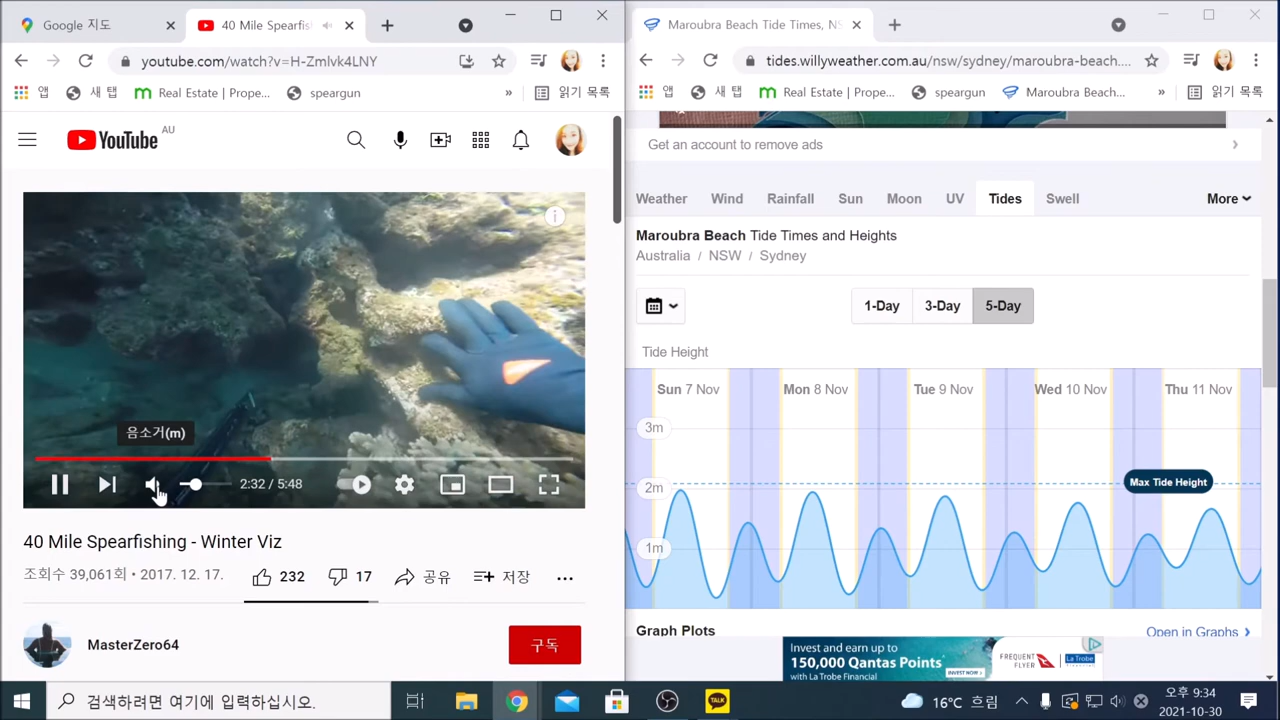 Google 지도
40 Mile Spearfis
youtube.com/watch?v=H-Zmlvk4LNY
앱
새 탭
Real Estate | Prope...
speargun
»
읽기 목록
YouTube AU
음소거(m)
2:32 / 5:48
40 Mile Spearfishing - Winter Viz
조회수 39,061회 • 2017. 12. 17.
232
17
공유
저장
MasterZero64
구독
Maroubra Beach Tide Times, NS
tides.willyweather.com.au/nsw/sydney/maroubra-beach....
앱
새 탭
Real Estate | Prope...
speargun
Maroubra Beach...
»
읽기 목록
Get an account to remove ads
Weather
Wind
Rainfall
Sun
Moon
UV
Tides
Swell
More
Maroubra Beach Tide Times and Heights
Australia / NSW / Sydney
1-Day
3-Day
5-Day
Tide Height
Sun 7 Nov
Mon 8 Nov
Tue 9 Nov
Wed 10 Nov
Thu 11 Nov
3m
2m
1m
Max Tide Height
Graph Plots
Open in Graphs
Invest and earn up to
150,000 Qantas Points
with La Trobe Financial
INVEST NOW
FREQUENT
FLYER
La Trobe
검색하려면 여기에 입력하십시오.
TALK
16°C 흐림
오후 9:34
2021-10-30